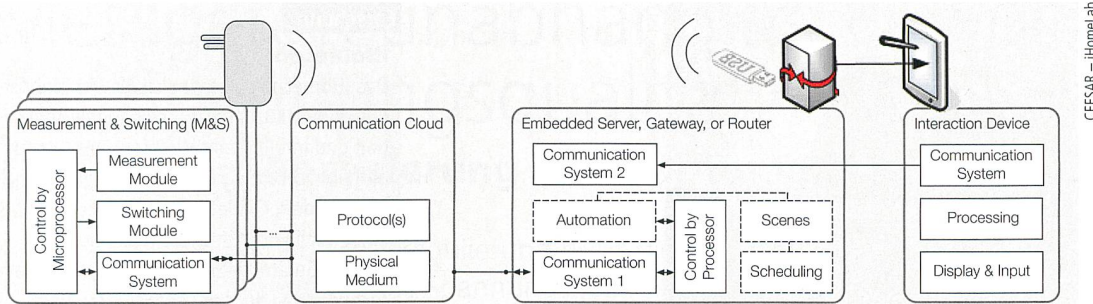 CEESAR – iHomeLab
USB
Measurement & Switching (M&S)
Control by
Microprocessor
Measurement
Module
Switching
Module
Communication
System
...
Communication Cloud
Protocol(s)
Physical
Medium
Embedded Server, Gateway, or Router
Communication
System 2
Automation
Communication
System 1
Control by
Processor
Scenes
Scheduling
Interaction Device
Communication
System
Processing
Display & Input